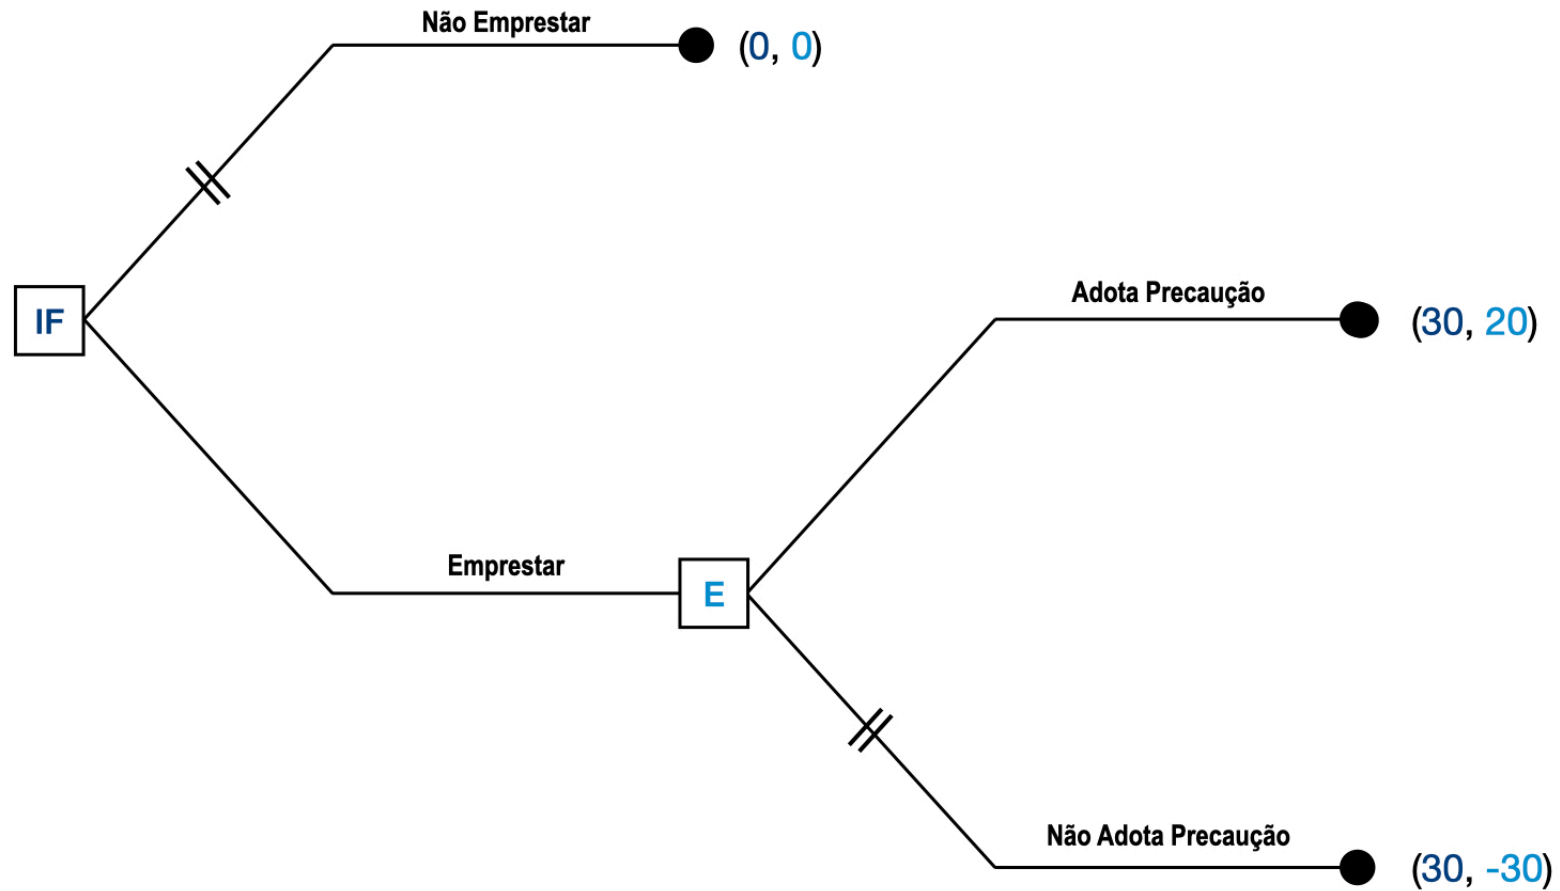 Não Emprestar
(0, 0)
Adota Precaução
(30, 20)
IF
Emprestar
E
Não Adota Precaução
(30, -30)